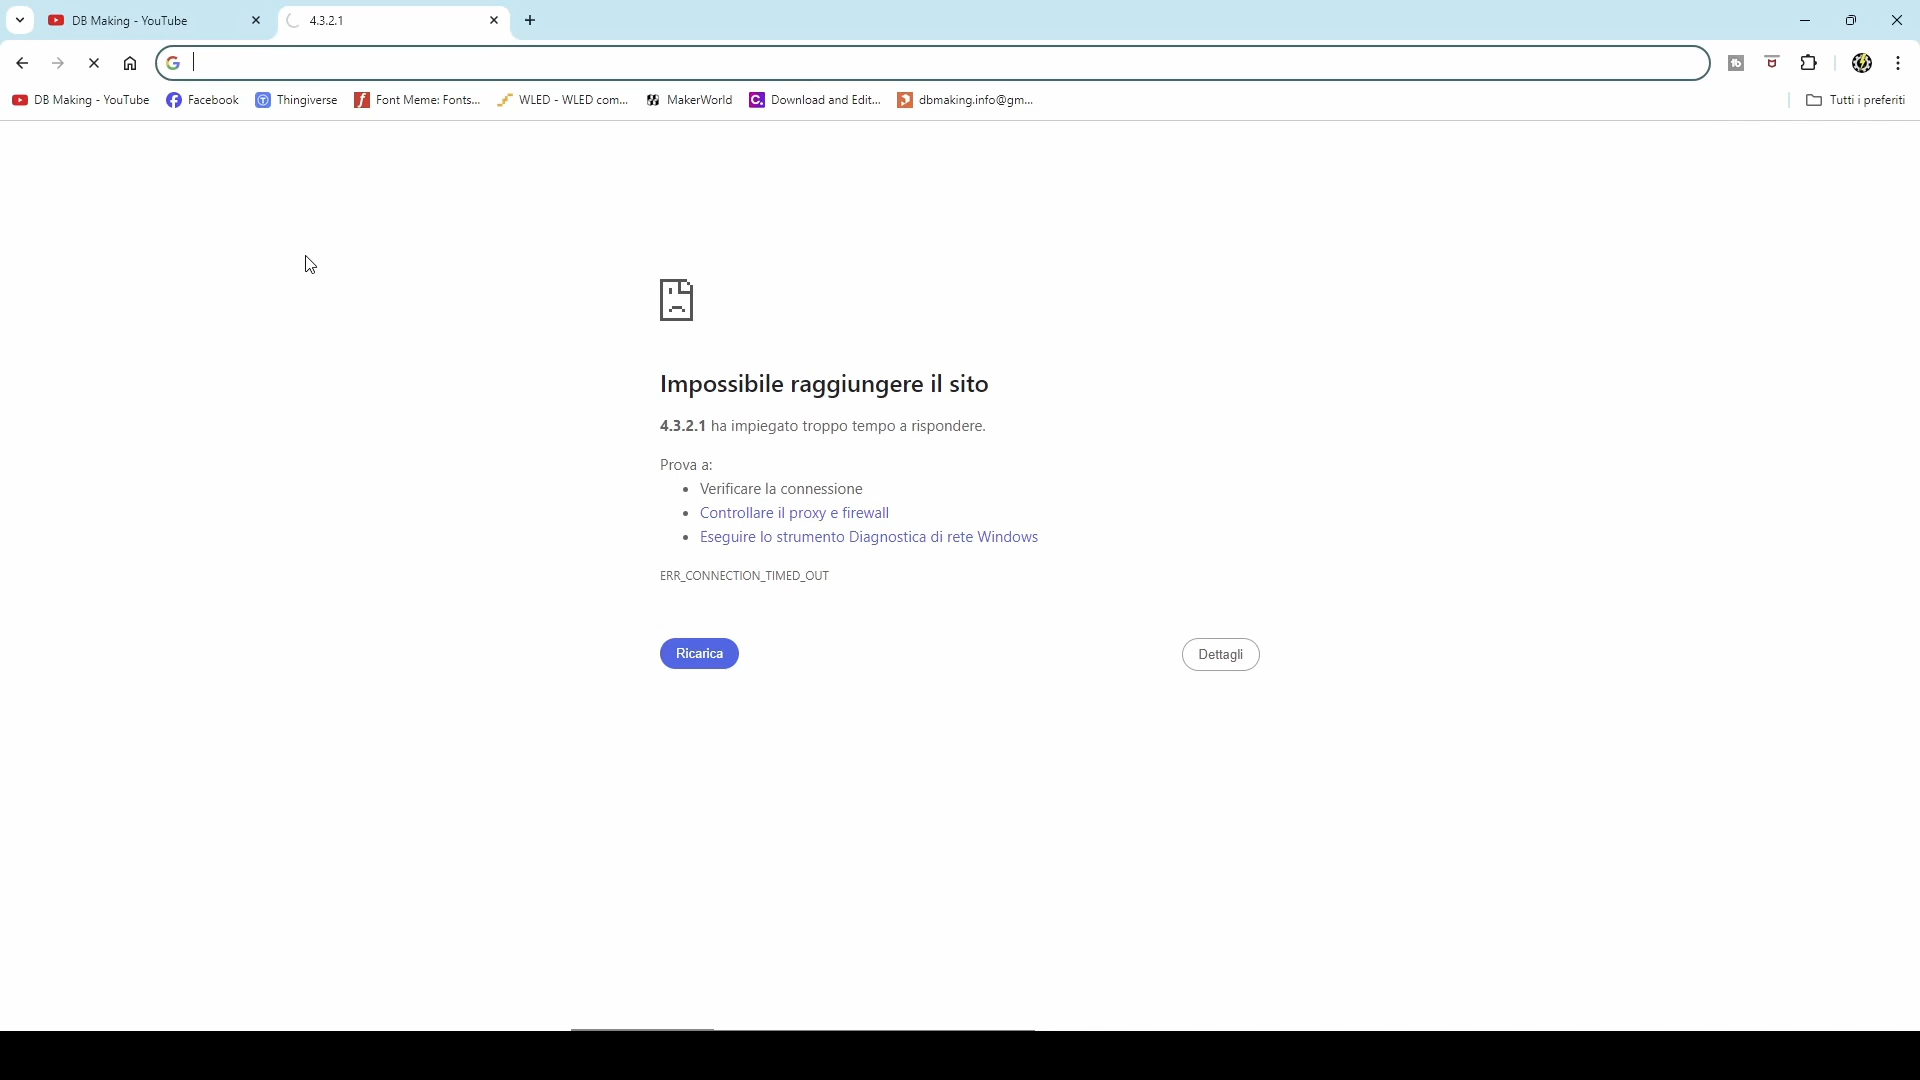 DB Making - YouTube
4.3.2.1
DB Making - YouTube
Facebook
Thingiverse
Font Meme: Fonts...
WLED - WLED com...
MakerWorld
Download and Edit...
dbmaking.info@gm...
Tutti i preferiti
Impossibile raggiungere il sito
4.3.2.1 ha impiegato troppo tempo a rispondere.
Prova a:
Verificare la connessione
Controllare il proxy e firewall
Eseguire lo strumento Diagnostica di rete Windows
ERR_CONNECTION_TIMED_OUT
Ricarica
Dettagli